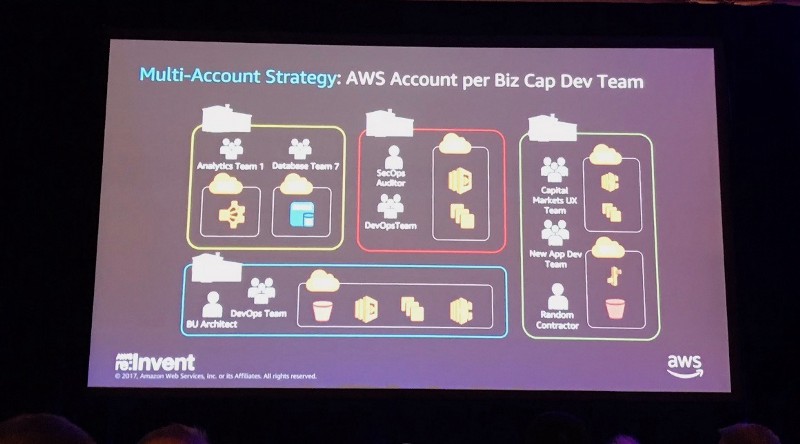 Multi-Account Strategy: AWS Account per Biz Cap Dev Team
Analytics Team 1
Database Team 7
SecOps
Auditor
DevOpsTeam
Capital
Markets UX
Team
New App Dev
Team
Random
Contractor
BU Architect
DevOps Team
AWS
re:Invent
© 2017, Amazon Web Services, Inc. or its Affiliates. All rights reserved.
aws